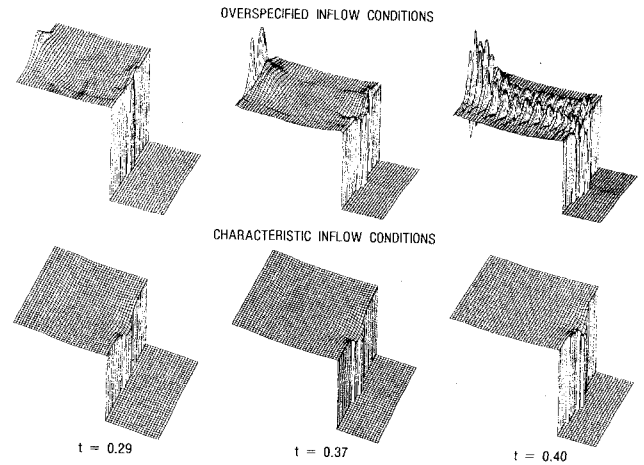 OVERSPECIFIED INFLOW CONDITIONS
CHARACTERISTIC INFLOW CONDITIONS
t = 0.29
t = 0.37
t = 0.40